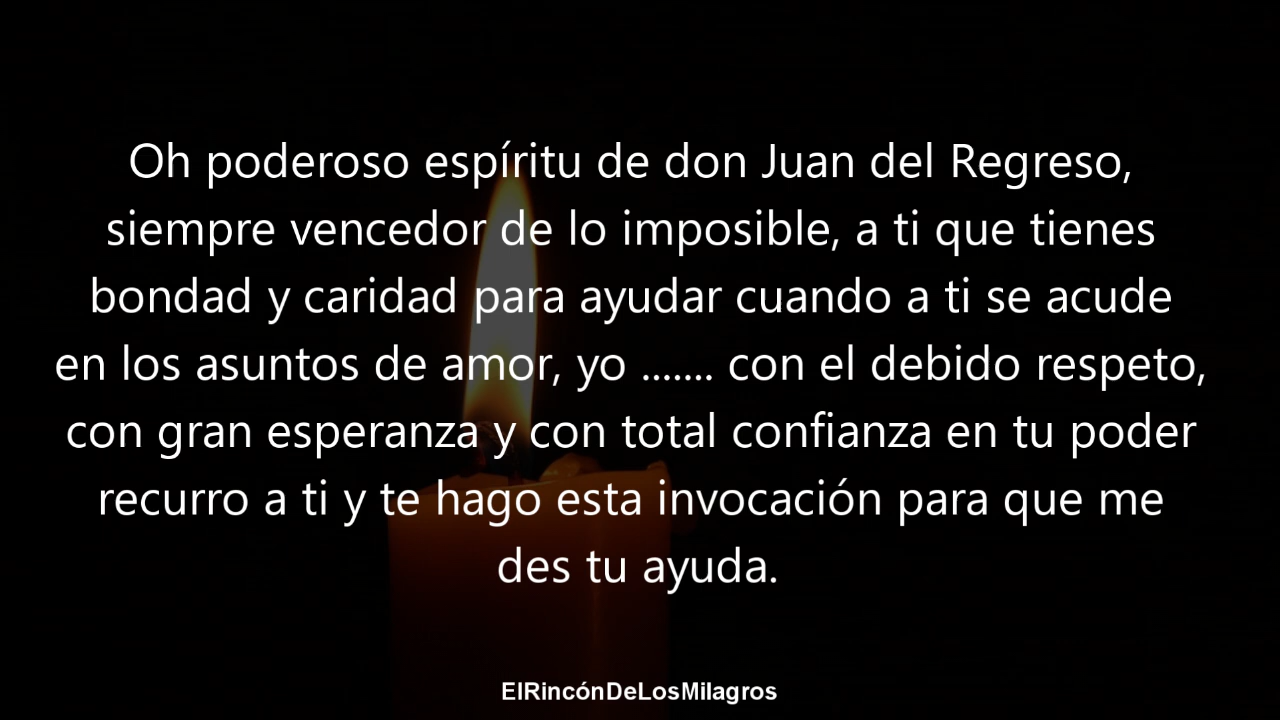 Oh poderoso espíritu de don Juan del Regreso,
siempre vencedor de lo imposible, a ti que tienes
bondad y caridad para ayudar cuando a ti se acude
en los asuntos de amor, yo ....... con el debido respeto,
con gran esperanza y con total confianza en tu poder
recurro a ti y te hago esta invocación para que me
des tu ayuda.
ElRincónDeLosMilagros